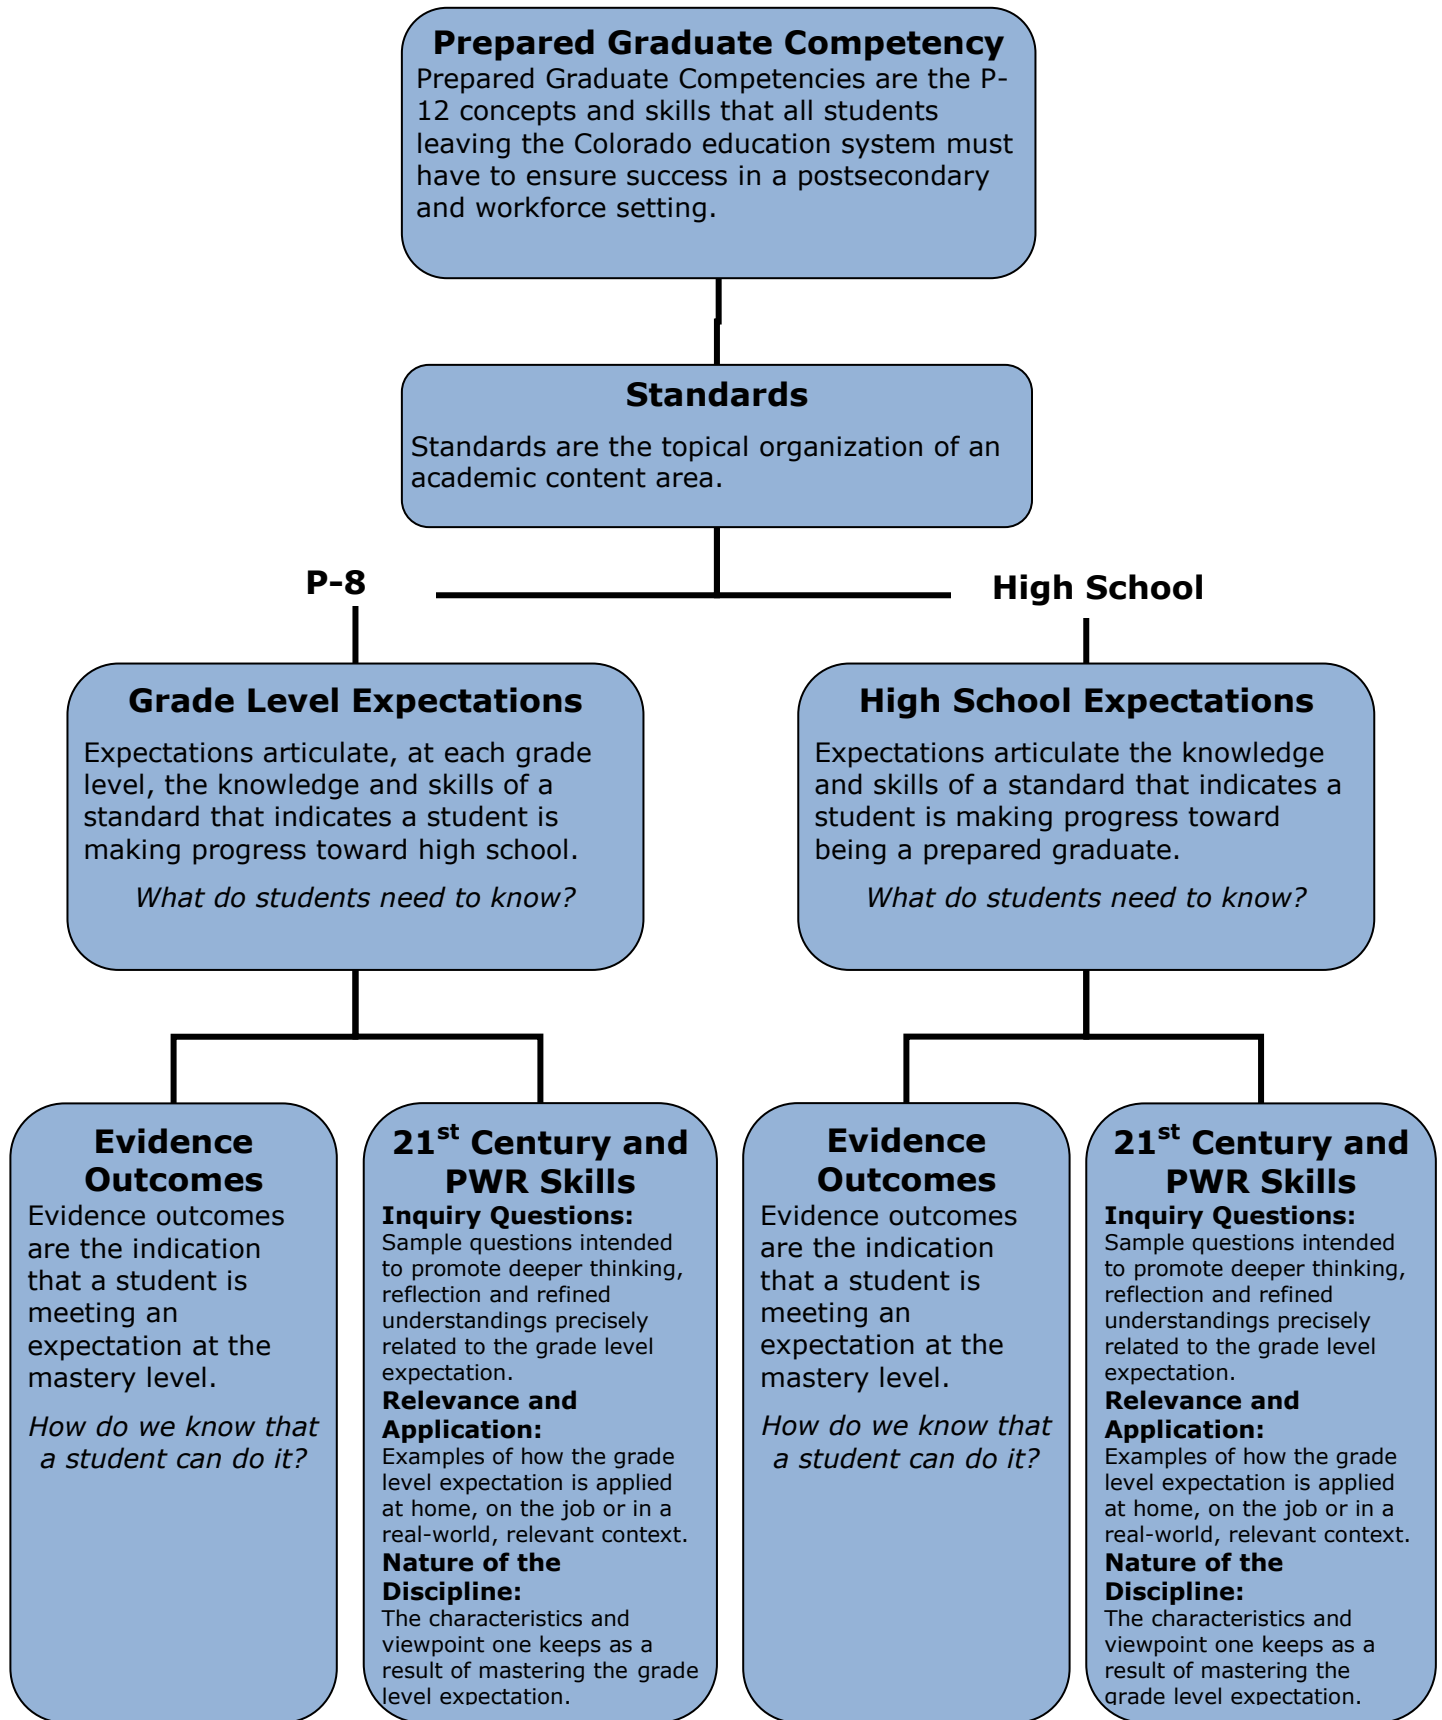 Prepared Graduate Competency
Prepared Graduate Competencies are the P-
12 concepts and skills that all students
leaving the Colorado education system must
have to ensure success in a postsecondary
and workforce setting.
Standards
Standards are the topical organization of an
academic content area.
P-8
High School
Grade Level Expectations
Expectations articulate, at each grade
level, the knowledge and skills of a
standard that indicates a student is
making progress toward high school.
What do students need to know?
High School Expectations
Expectations articulate the knowledge
and skills of a standard that indicates a
student is making progress toward
being a prepared graduate.
What do students need to know?
Evidence
Outcomes
Evidence outcomes
are the indication
that a student is
meeting an
expectation at the
mastery level.
How do we know that
a student can do it?
21st Century and
PWR Skills
Inquiry Questions:
Sample questions intended
to promote deeper thinking,
reflection and refined
understandings precisely
related to the grade level
expectation.
Relevance and
Application:
Examples of how the grade
level expectation is applied
at home, on the job or in a
real-world, relevant context.
Nature of the
Discipline:
The characteristics and
viewpoint one keeps as a
result of mastering the grade
level expectation.
Evidence
Outcomes
Evidence outcomes
are the indication
that a student is
meeting an
expectation at the
mastery level.
How do we know that
a student can do it?
21st Century and
PWR Skills
Inquiry Questions:
Sample questions intended
to promote deeper thinking,
reflection and refined
understandings precisely
related to the grade level
expectation.
Relevance and
Application:
Examples of how the grade
level expectation is applied
at home, on the job or in a
real-world, relevant context.
Nature of the
Discipline:
The characteristics and
viewpoint one keeps as a
result of mastering the
grade level expectation.